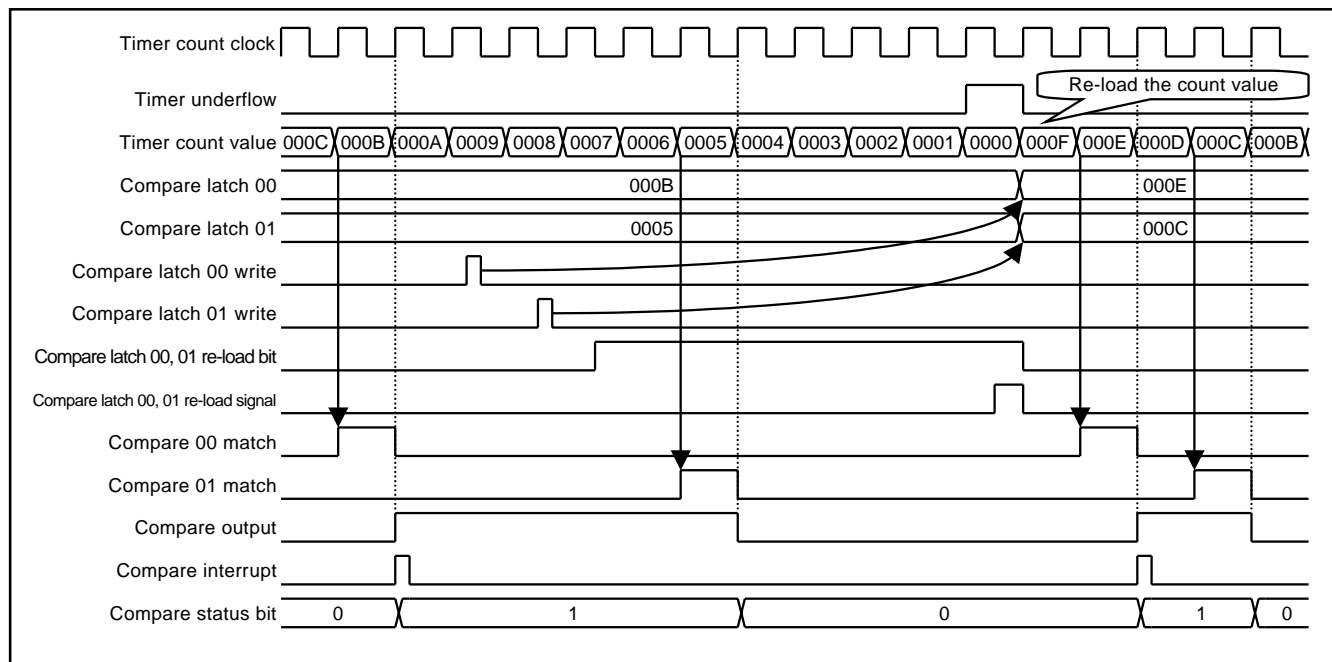 Timer count clock
Timer underflow
Re-load the count value
Timer count value 000C 000B 000A 0009 0008 0007 0006 0005 0004 0003 0002 0001 0000 000F 000E 000D 000C 000B
Compare latch 00 000B 000E
Compare latch 01 0005 000C
Compare latch 00 write
Compare latch 01 write
Compare latch 00, 01 re-load bit
Compare latch 00, 01 re-load signal
Compare 00 match
Compare 01 match
Compare output
Compare interrupt
Compare status bit 0 1 0 1 0